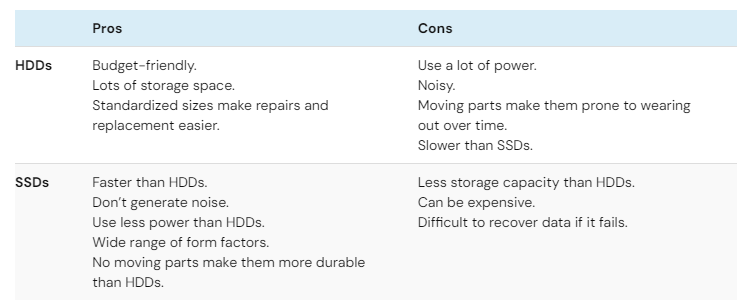 Pros Cons
HDDs
Budget-friendly.
Lots of storage space.
Standardized sizes make repairs and
replacement easier.
Use a lot of power.
Noisy.
Moving parts make them prone to wearing
out over time.
Slower than SSDs.
SSDs
Faster than HDDs.
Don't generate noise.
Use less power than HDDs.
Wide range of form factors.
No moving parts make them more durable
than HDDs.
Less storage capacity than HDDs.
Can be expensive.
Difficult to recover data if it fails.